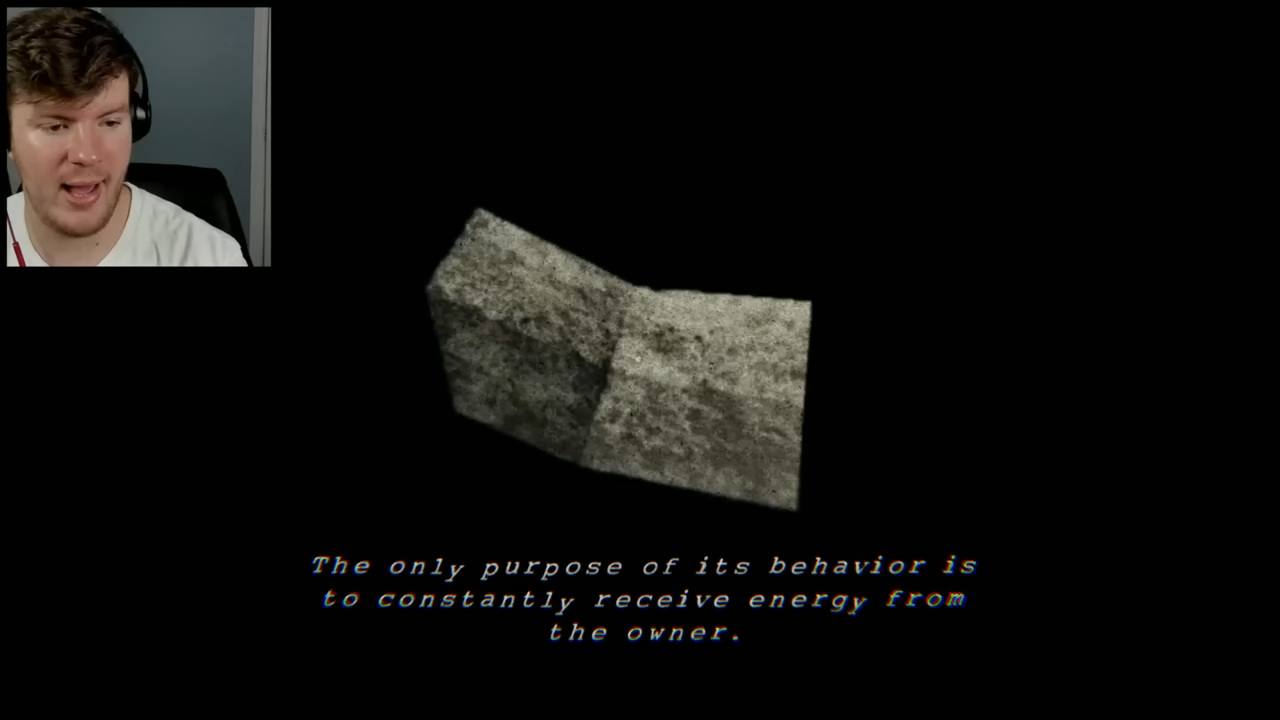 The only purpose of its behavior is
to constantly receive energy from
the owner.